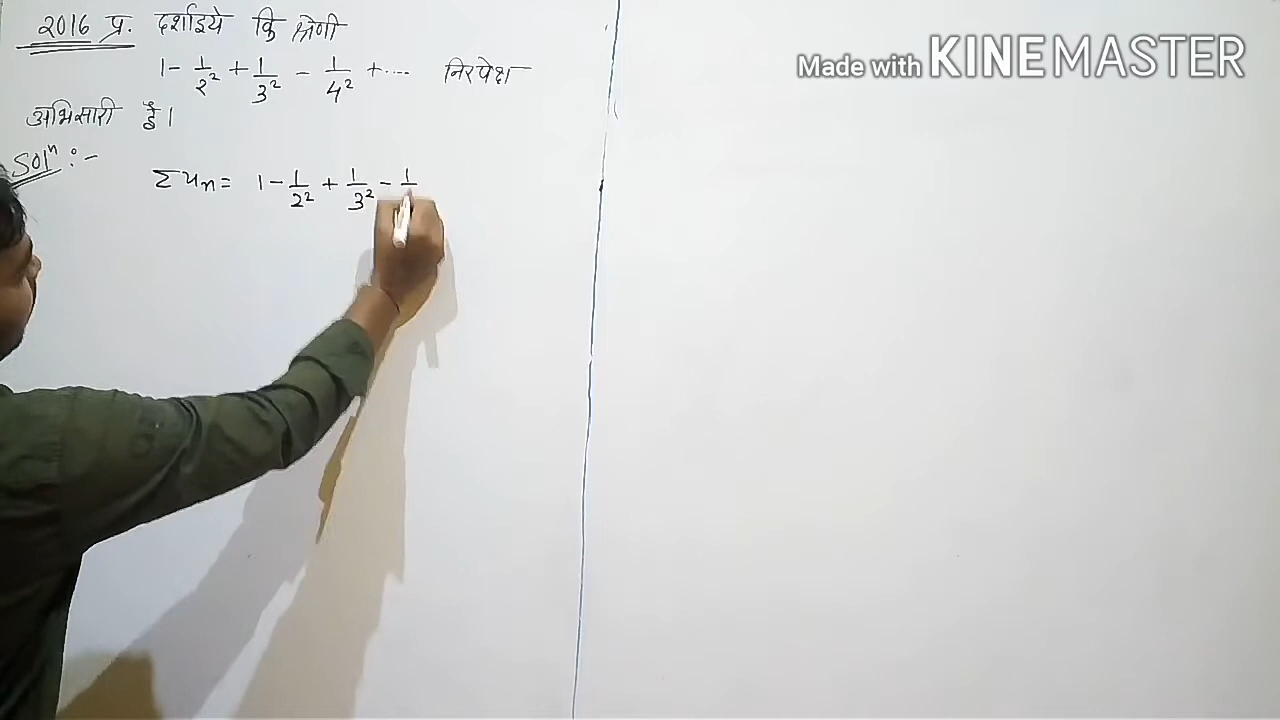 2016 प्र. दर्शाइये कि श्रेणी
1 - 1/2² + 1/3² - 1/4² + .... निरपेक्ष
अभिसारी है।
Solⁿ :-
Σuₙ = 1 - 1/2² + 1/3² - 1/
Made with KINEMASTER